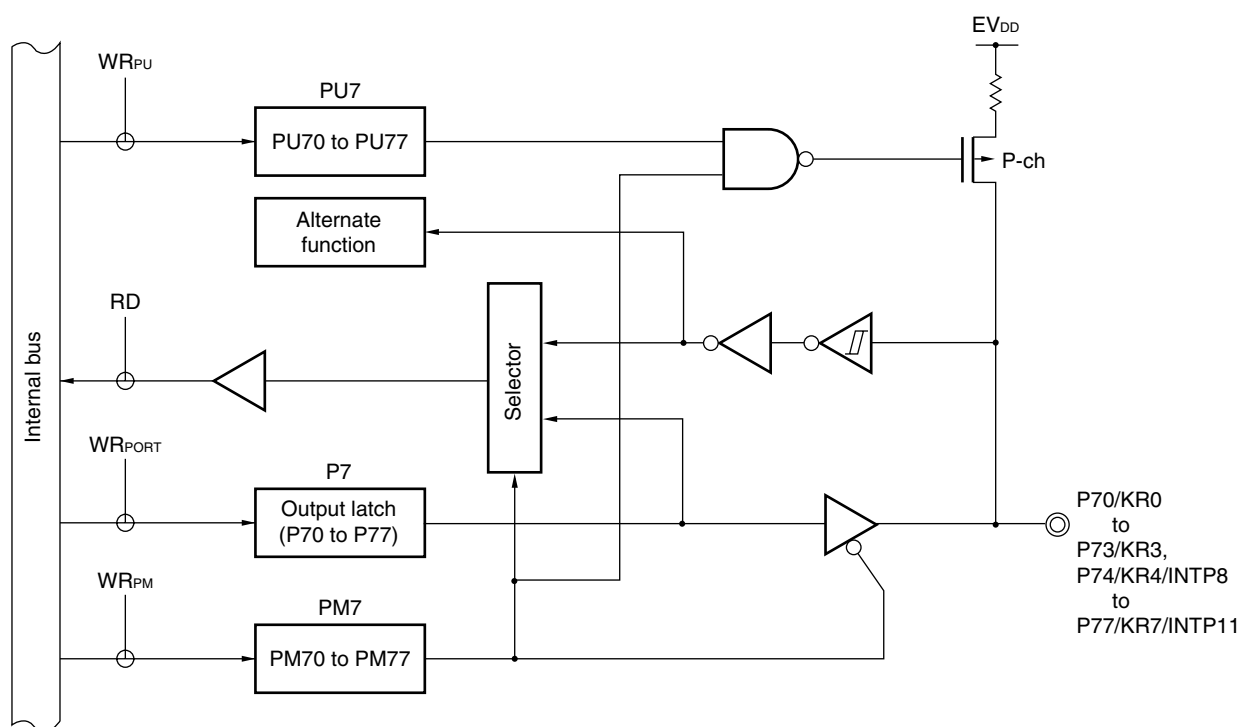 EVDD
WRPU
PU7
PU70 to PU77
P-ch
Alternate
function
RD
Internal bus
Selector
WRPORT
P7
Output latch
(P70 to P77)
P70/KR0
to
P73/KR3,
P74/KR4/INTP8
to
P77/KR7/INTP11
WRPM
PM7
PM70 to PM77